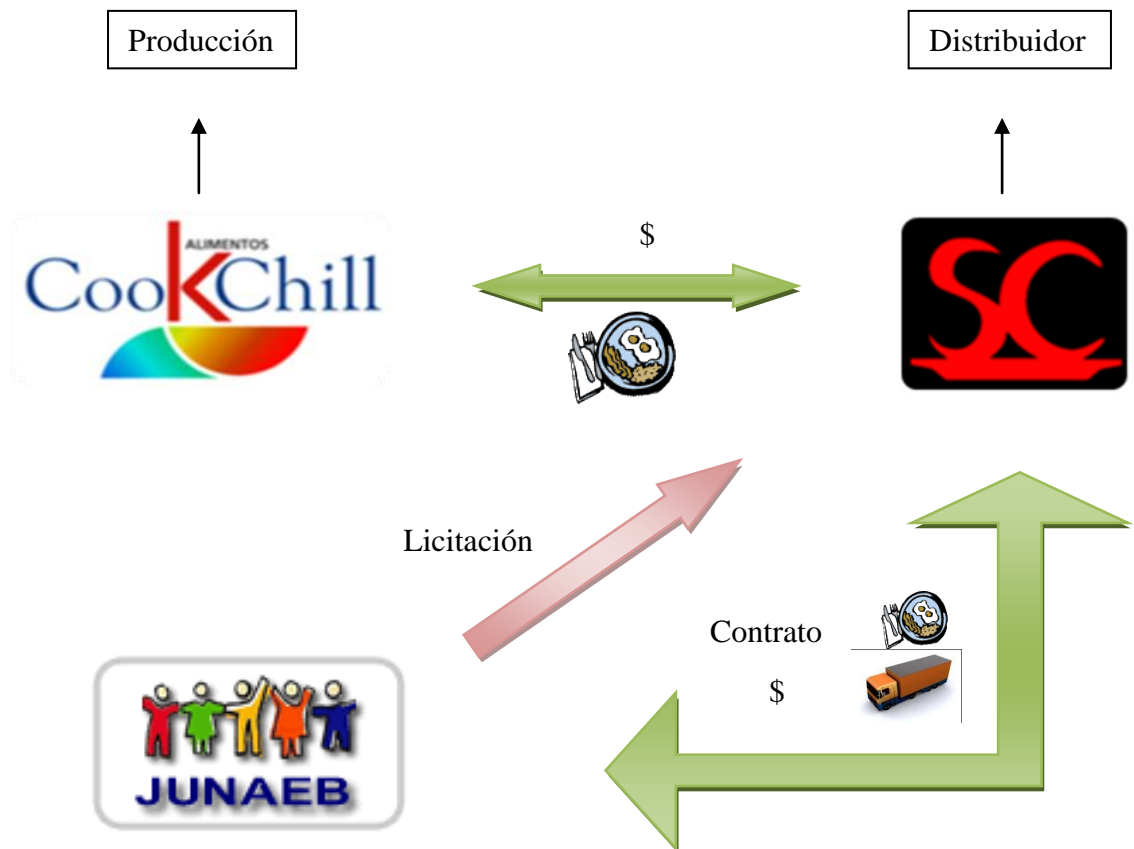 Producción
Distribuidor
ALIMENTOS
CooKChill
$
SC
Licitación
Contrato
$
JUNAEB